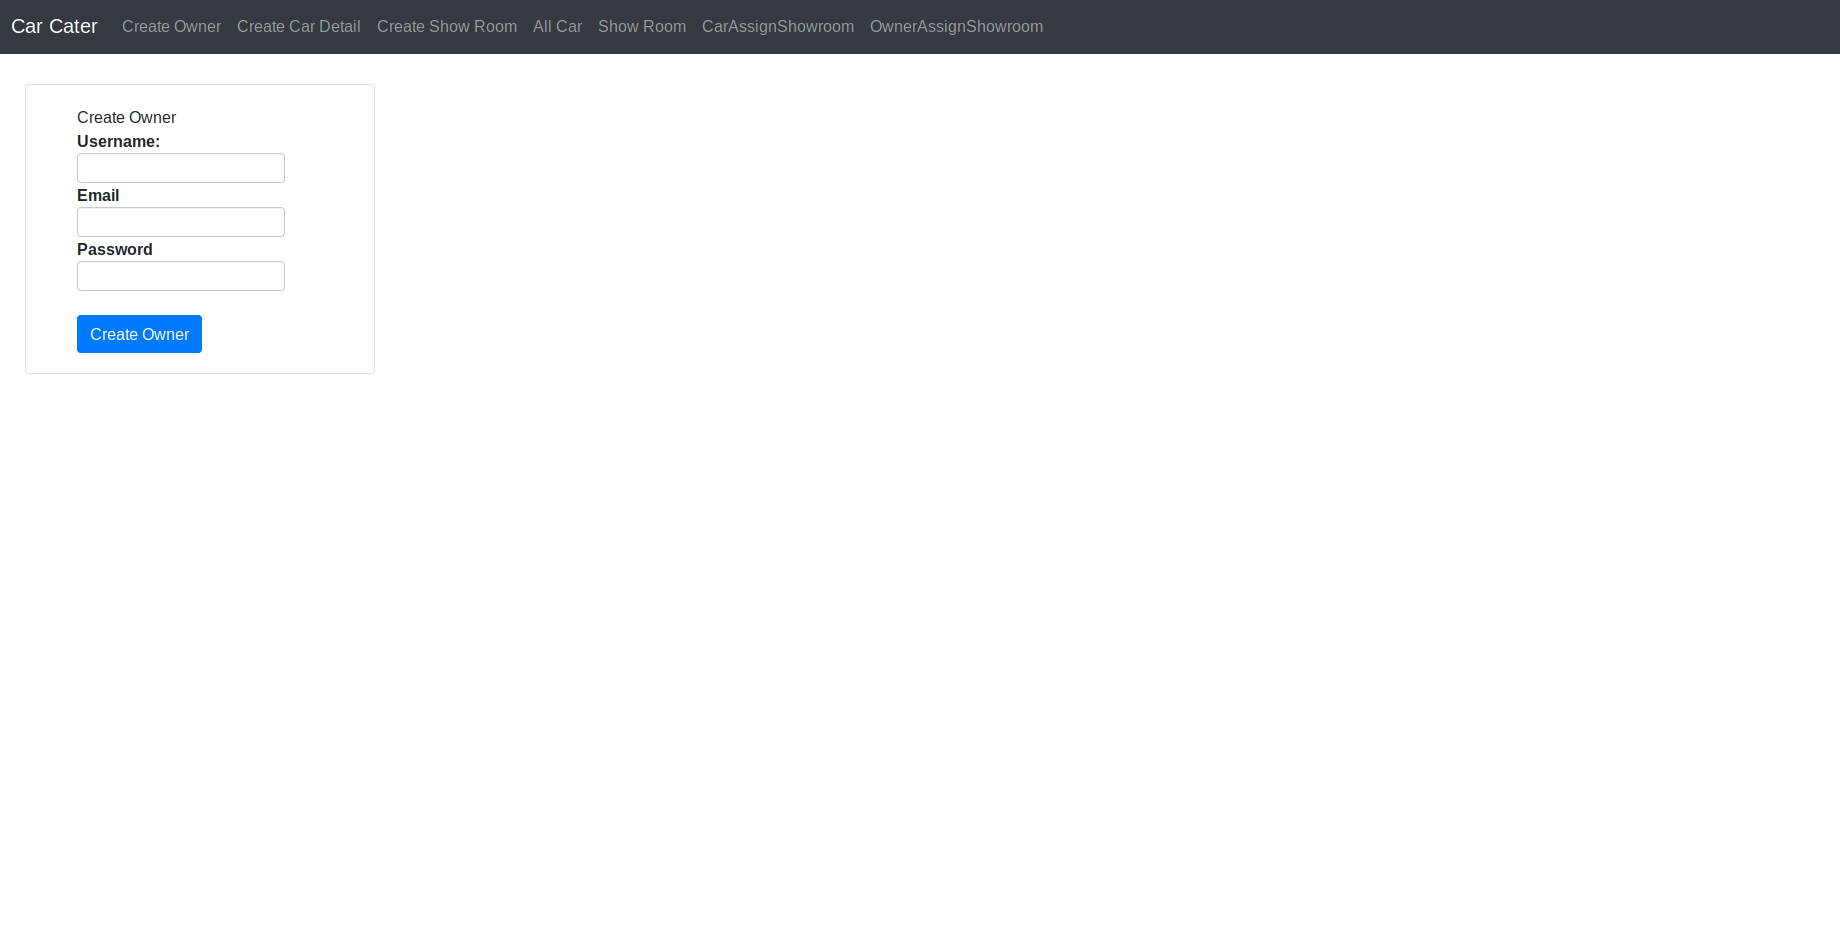 Car Cater Create Owner Create Car Detail Create Show Room All Car Show Room CarAssignShowroom OwnerAssignShowroom
Create Owner
Username:
Email
Password
Create Owner